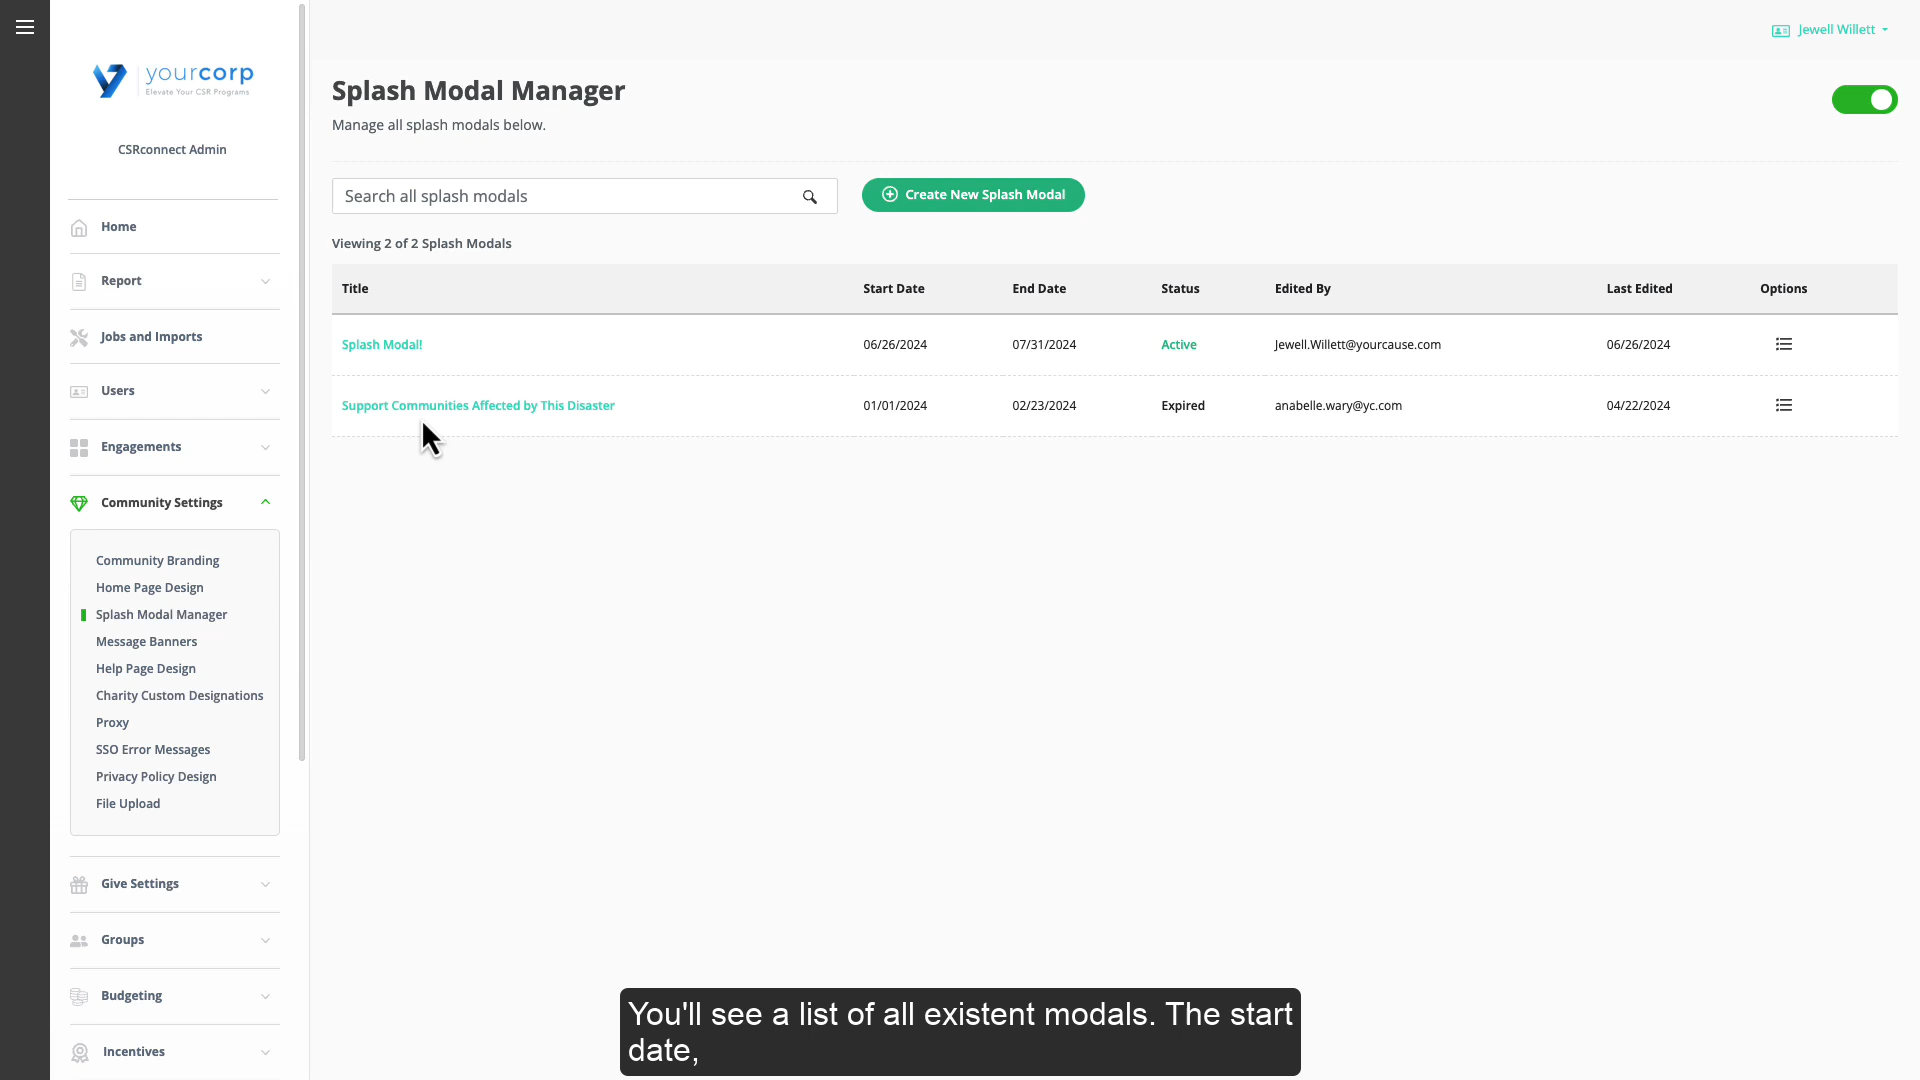 yourcorp
Elevate Your CSR Programs
CSRconnect Admin
Home
Report
Jobs and Imports
Users
Engagements
Community Settings
Community Branding
Home Page Design
Splash Modal Manager
Message Banners
Help Page Design
Charity Custom Designations
Proxy
SSO Error Messages
Privacy Policy Design
File Upload
Give Settings
Groups
Budgeting
Incentives
Jewell Willett
Splash Modal Manager
Manage all splash modals below.
Search all splash modals
Create New Splash Modal
Viewing 2 of 2 Splash Modals
Title Start Date End Date Status Edited By Last Edited Options
Splash Modal! 06/26/2024 07/31/2024 Active Jewell.Willett@yourcause.com 06/26/2024
Support Communities Affected by This Disaster 01/01/2024 02/23/2024 Expired anabelle.wary@yc.com 04/22/2024
You'll see a list of all existent modals. The start
date,